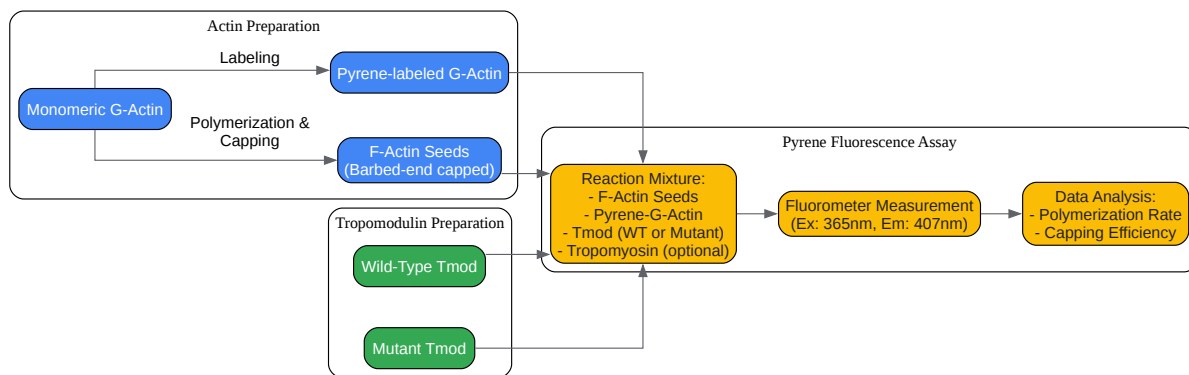 Actin Preparation
Labeling
Monomeric G-Actin
Pyrene-labeled G-Actin
Polymerization &
Capping
F-Actin Seeds
(Barbed-end capped)
Tropomodulin Preparation
Wild-Type Tmod
Mutant Tmod
Pyrene Fluorescence Assay
Reaction Mixture:
- F-Actin Seeds
- Pyrene-G-Actin
- Tmod (WT or Mutant)
- Tropomyosin (optional)
Fluorometer Measurement
(Ex: 365nm, Em: 407nm)
Data Analysis:
- Polymerization Rate
- Capping Efficiency